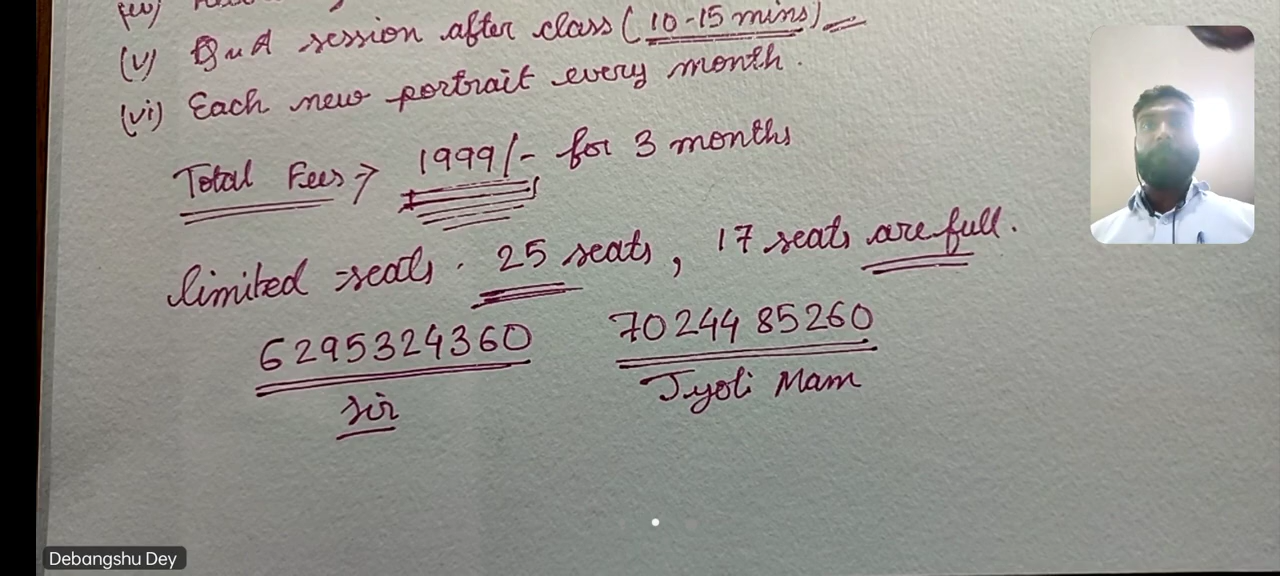 (v) QnA session after class (10-15 mins)
(vi) Each new portrait every month.
Total Fees → 1999/- for 3 months
limited seats. 25 seats, 17 seats are full.
6295324360 7024485260
sir Jyoti Mam
Debangshu Dey